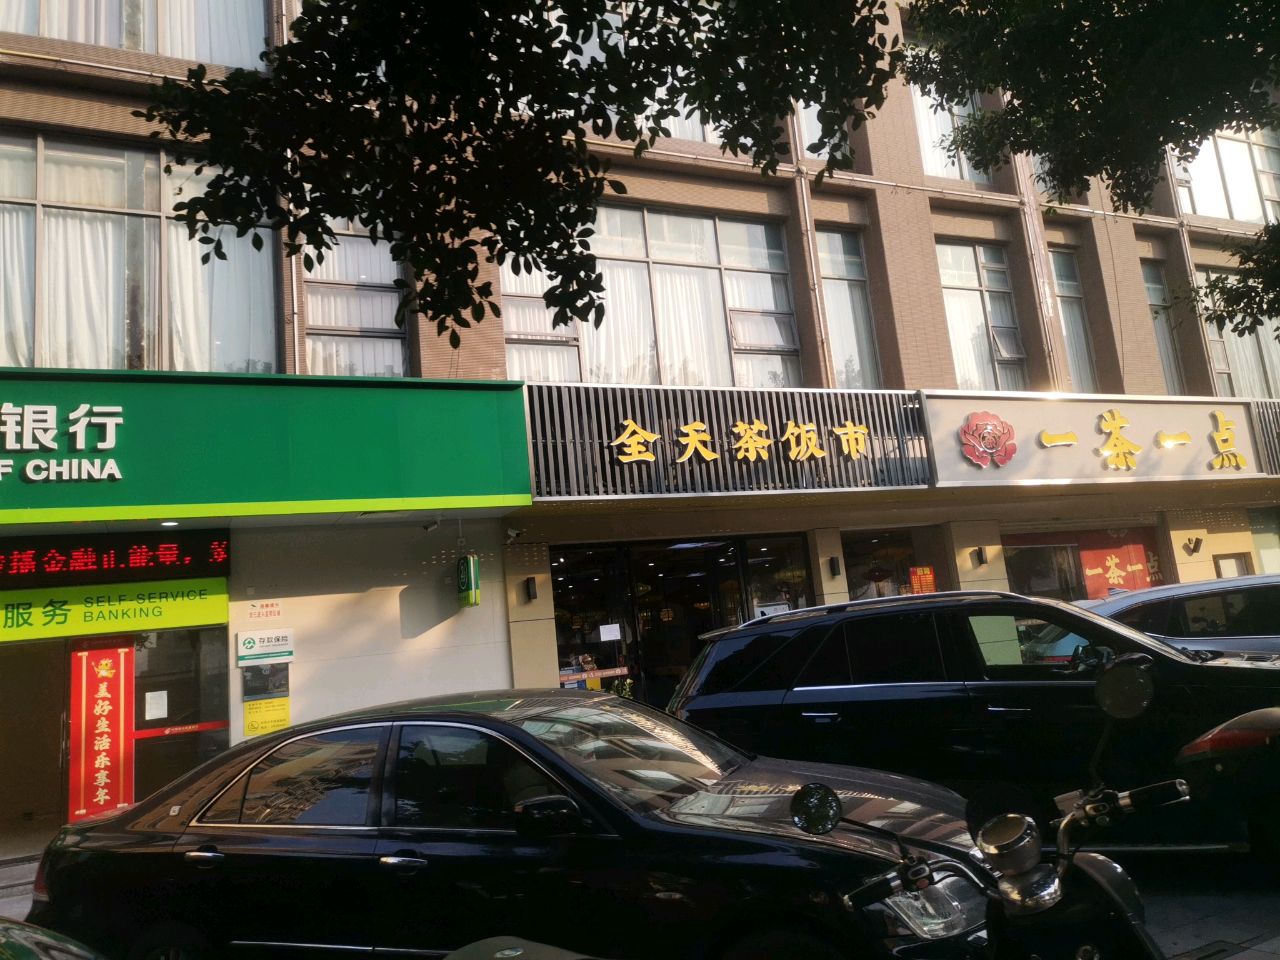 银行
F CHINA
全天茶饭市
一茶一点
服务 SELF-SERVICE
BANKING
存款保险
美好生活乐享年
一茶一点